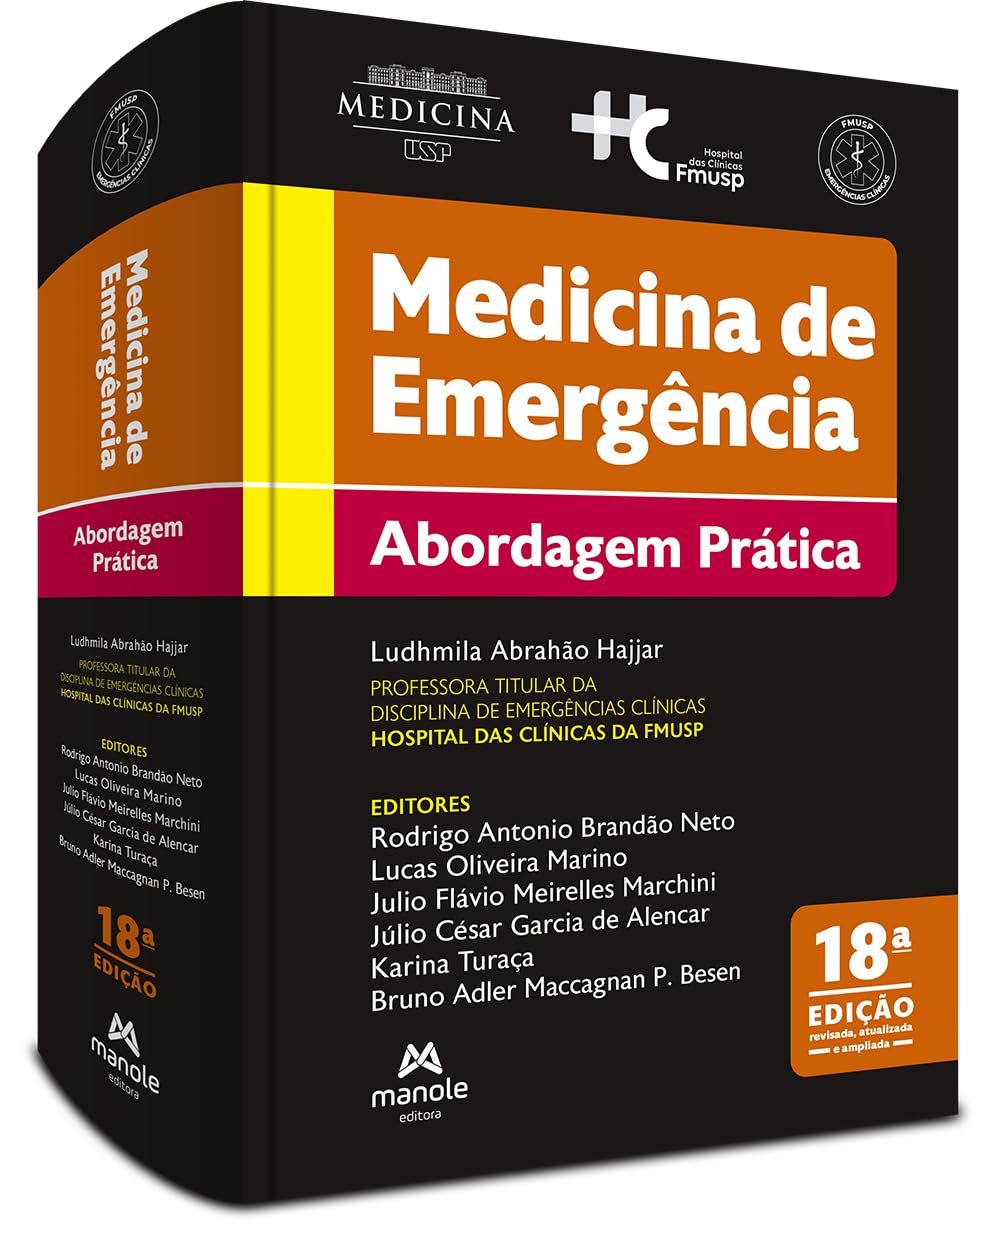 MEDICINA
USP
HC
Hospital
das Clínicas
Fmusp
FMUSP
EMERGÊNCIAS CLÍNICAS
Medicina de
Emergência
Abordagem Prática
Ludhmila Abrahão Hajjar
PROFESSORA TITULAR DA
DISCIPLINA DE EMERGÊNCIAS CLÍNICAS
HOSPITAL DAS CLÍNICAS DA FMUSP
EDITORES
Rodrigo Antonio Brandão Neto
Lucas Oliveira Marino
Julio Flávio Meirelles Marchini
Júlio César Garcia de Alencar
Karina Turaça
Bruno Adler Maccagnan P. Besen
18ª
EDIÇÃO
revisada, atualizada
e ampliada
manole
editora
FMUSP
EMERGÊNCIAS CLÍNICAS
Medicina de
Emergência
Abordagem
Prática
Ludhmila Abrahão Hajjar
PROFESSORA TITULAR DA
DISCIPLINA DE EMERGÊNCIAS CLÍNICAS
HOSPITAL DAS CLÍNICAS DA FMUSP
EDITORES
Rodrigo Antonio Brandão Neto
Lucas Oliveira Marino
Julio Flávio Meirelles Marchini
Júlio César Garcia de Alencar
Karina Turaça
Bruno Adler Maccagnan P. Besen
18ª
EDIÇÃO
manole
editora